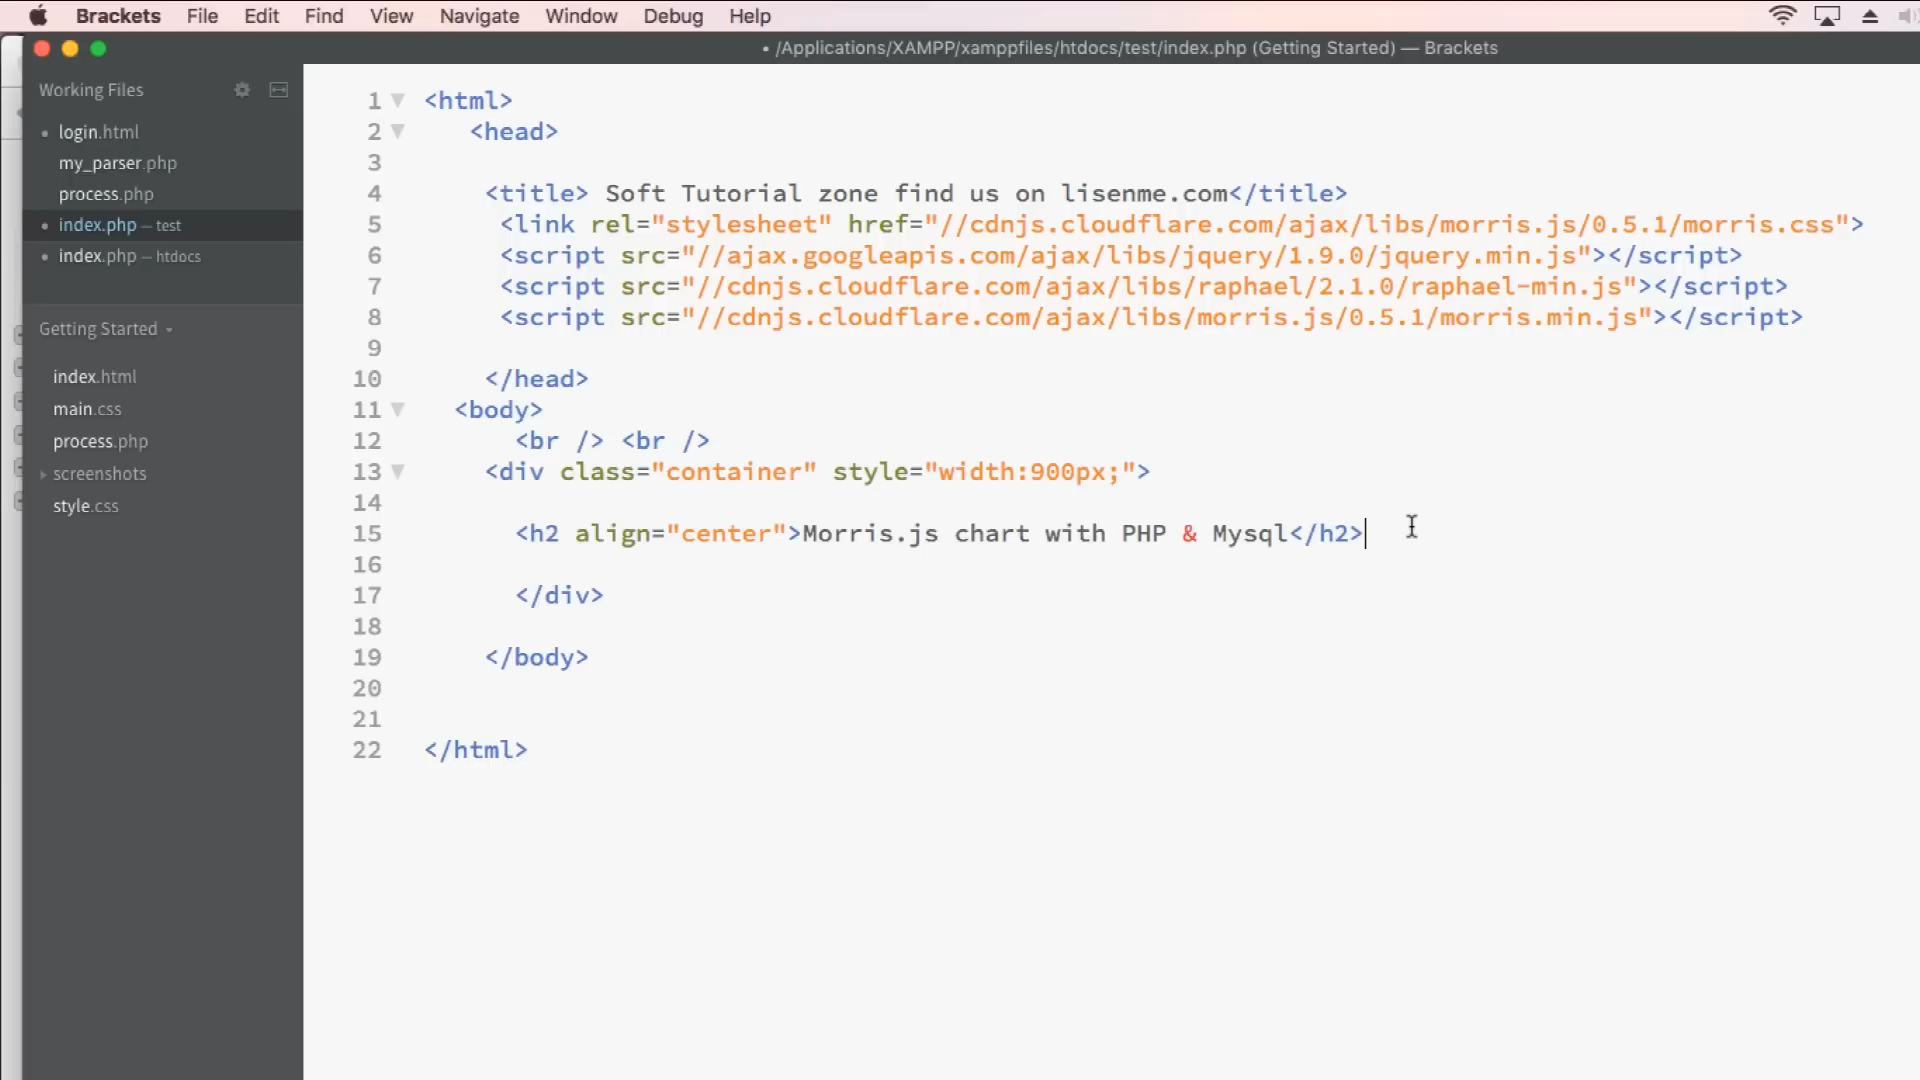 Brackets File Edit Find View Navigate Window Debug Help
• /Applications/XAMPP/xamppfiles/htdocs/test/index.php (Getting Started) — Brackets
Working Files
login.html
my_parser.php
process.php
index.php — test
index.php — htdocs
Getting Started
index.html
main.css
process.php
screenshots
style.css
1 <html>
2 <head>
3
4 <title> Soft Tutorial zone find us on lisenme.com</title>
5 <link rel="stylesheet" href="//cdnjs.cloudflare.com/ajax/libs/morris.js/0.5.1/morris.css">
6 <script src="//ajax.googleapis.com/ajax/libs/jquery/1.9.0/jquery.min.js"></script>
7 <script src="//cdnjs.cloudflare.com/ajax/libs/raphael/2.1.0/raphael-min.js"></script>
8 <script src="//cdnjs.cloudflare.com/ajax/libs/morris.js/0.5.1/morris.min.js"></script>
9
10 </head>
11 <body>
12 <br /> <br />
13 <div class="container" style="width:900px;">
14
15 <h2 align="center">Morris.js chart with PHP & Mysql</h2>
16
17 </div>
18
19 </body>
20
21
22 </html>